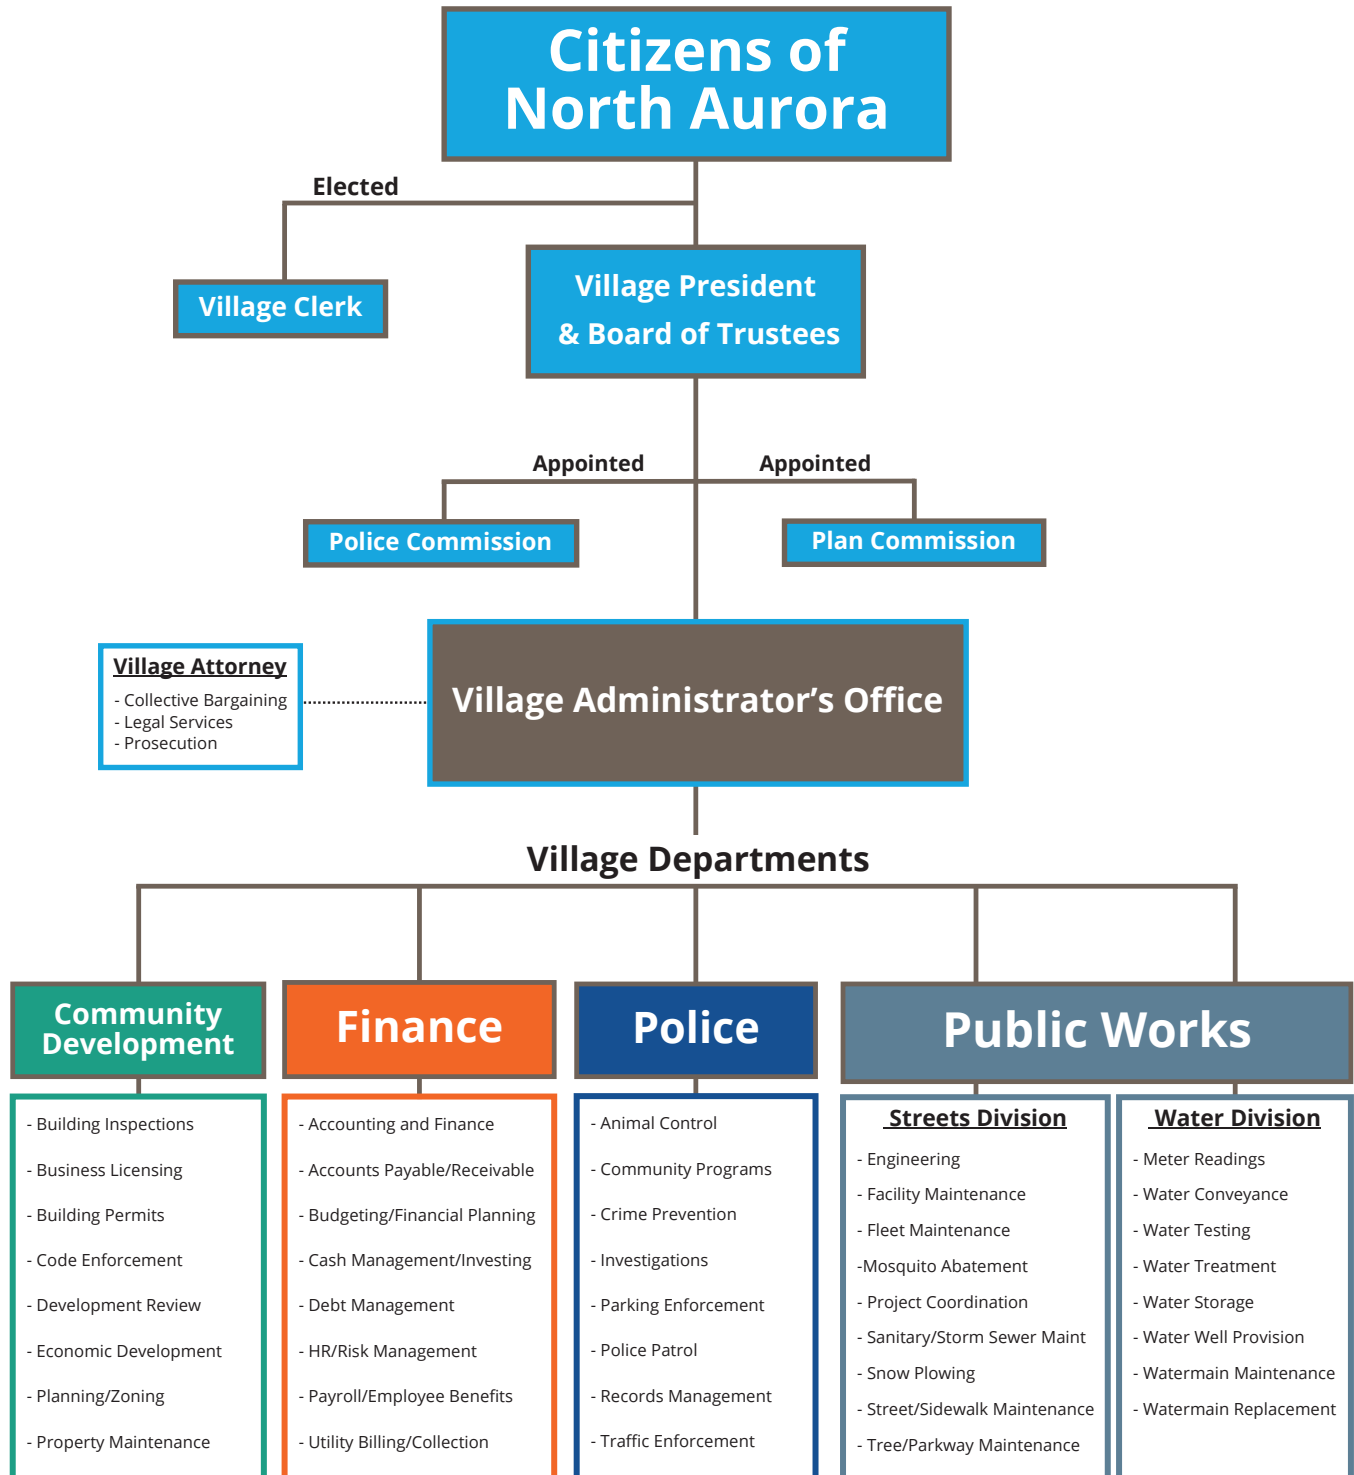 Citizens of
North Aurora
Elected
Village Clerk
Village President
& Board of Trustees
Appointed
Appointed
Police Commission
Plan Commission
Village Attorney
- Collective Bargaining
- Legal Services
- Prosecution
Village Administrator’s Office
Village Departments
Community
Development
- Building Inspections
- Business Licensing
- Building Permits
- Code Enforcement
- Development Review
- Economic Development
- Planning/Zoning
- Property Maintenance
Finance
- Accounting and Finance
- Accounts Payable/Receivable
- Budgeting/Financial Planning
- Cash Management/Investing
- Debt Management
- HR/Risk Management
- Payroll/Employee Benefits
- Utility Billing/Collection
Police
- Animal Control
- Community Programs
- Crime Prevention
- Investigations
- Parking Enforcement
- Police Patrol
- Records Management
- Traffic Enforcement
Public Works
Streets Division
- Engineering
- Facility Maintenance
- Fleet Maintenance
-Mosquito Abatement
- Project Coordination
- Sanitary/Storm Sewer Maint
- Snow Plowing
- Street/Sidewalk Maintenance
- Tree/Parkway Maintenance
Water Division
- Meter Readings
- Water Conveyance
- Water Testing
- Water Treatment
- Water Storage
- Water Well Provision
- Watermain Maintenance
- Watermain Replacement